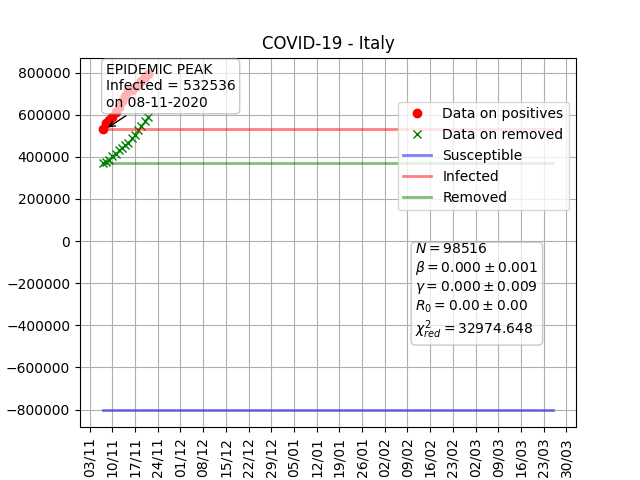 COVID-19 - Italy
EPIDEMIC PEAK
Infected = 532536
on 08-11-2020
Data on positives
Data on removed
Susceptible
Infected
Removed
N = 98516
β = 0.000 ± 0.001
γ = 0.000 ± 0.009
R₀ = 0.00 ± 0.00
χ²_red = 32974.648
800000
600000
400000
200000
0
−200000
−400000
−600000
−800000
03/11 10/11 17/11 24/11 01/12 08/12 15/12 22/12 29/12 05/01 12/01 19/01 26/01 02/02 09/02 16/02 23/02 02/03 09/03 16/03 23/03 30/03